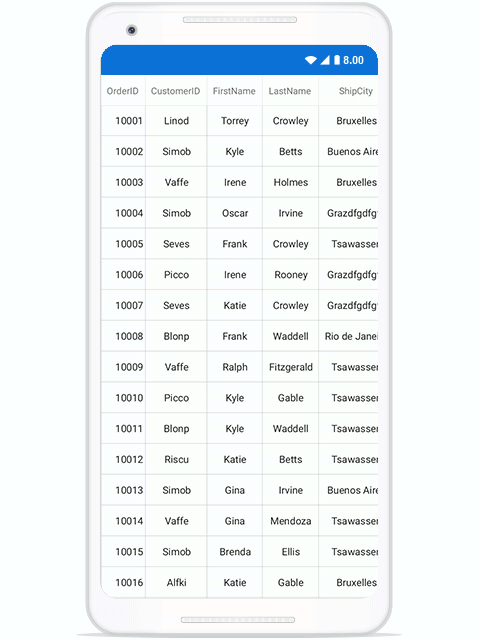 8.00
OrderID CustomerID FirstName LastName ShipCity
10001 Linod Torrey Crowley Bruxelles
10002 Simob Kyle Betts Buenos Aire
10003 Vaffe Irene Holmes Bruxelles
10004 Simob Oscar Irvine Grazdfgdfg
10005 Seves Frank Crowley Tsawasser
10006 Picco Irene Rooney Grazdfgdfg
10007 Seves Katie Crowley Grazdfgdfg
10008 Blonp Frank Waddell Rio de Janei
10009 Vaffe Ralph Fitzgerald Tsawasser
10010 Picco Kyle Gable Tsawasser
10011 Blonp Kyle Waddell Tsawasser
10012 Riscu Katie Betts Tsawasser
10013 Simob Gina Irvine Buenos Aire
10014 Vaffe Gina Mendoza Tsawasser
10015 Simob Brenda Ellis Tsawasser
10016 Alfki Katie Gable Bruxelles